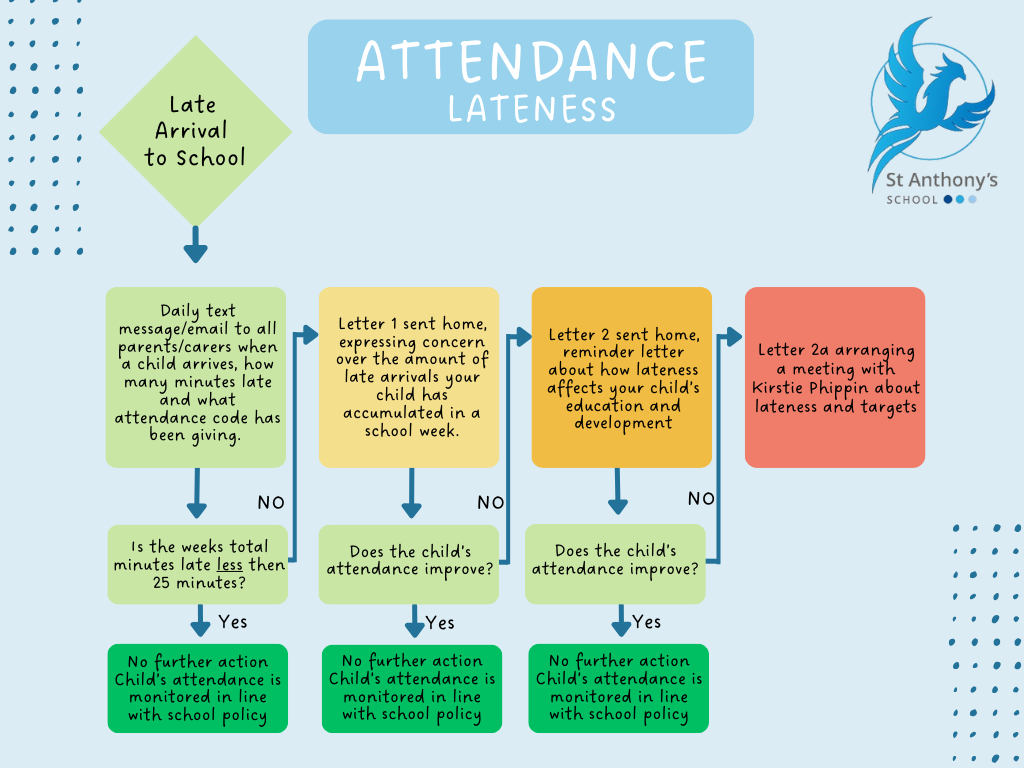 ATTENDANCE
LATENESS
Late
Arrival
to School
St Anthony's
SCHOOL
Daily text
message/email to all
parents/carers when
a child arrives, how
many minutes late
and what
attendance code has
been giving.
Letter 1 sent home,
expressing concern
over the amount of
late arrivals your
child has
accumulated in a
school week.
Letter 2 sent home,
reminder letter
about how lateness
affects your child's
education and
development
Letter 2a arranging
a meeting with
Kirstie Phippin about
lateness and targets
NO
NO
NO
Is the weeks total
minutes late less then
25 minutes?
Does the child's
attendance improve?
Does the child's
attendance improve?
Yes
Yes
Yes
No further action
Child's attendance is
monitored in line
with school policy
No further action
Child's attendance is
monitored in line
with school policy
No further action
Child's attendance is
monitored in line
with school policy